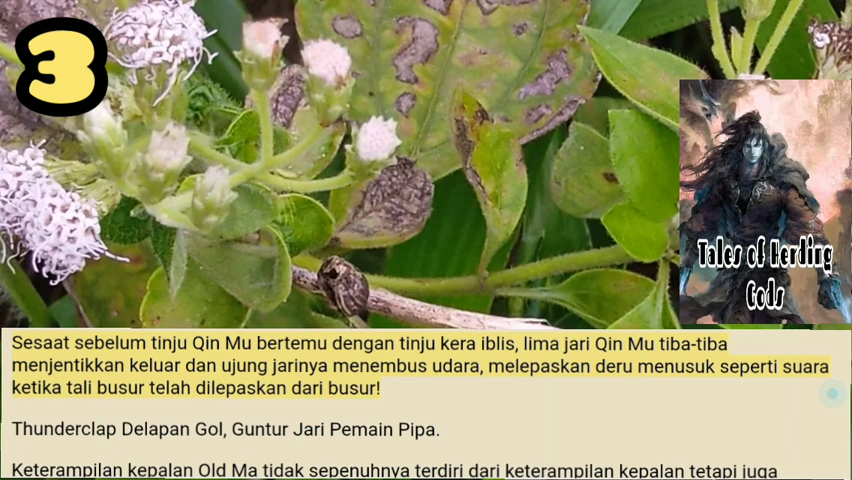 3
Tales of Herding
Gods
Sesaat sebelum tinju Qin Mu bertemu dengan tinju kera iblis, lima jari Qin Mu tiba-tiba
menjentikkan keluar dan ujung jarinya menembus udara, melepaskan deru menusuk seperti suara
ketika tali busur telah dilepaskan dari busur!
Thunderclap Delapan Gol, Guntur Jari Pemain Pipa.
Keterampilan kepalan Old Ma tidak sepenuhnya terdiri dari keterampilan kepalan tetapi juga